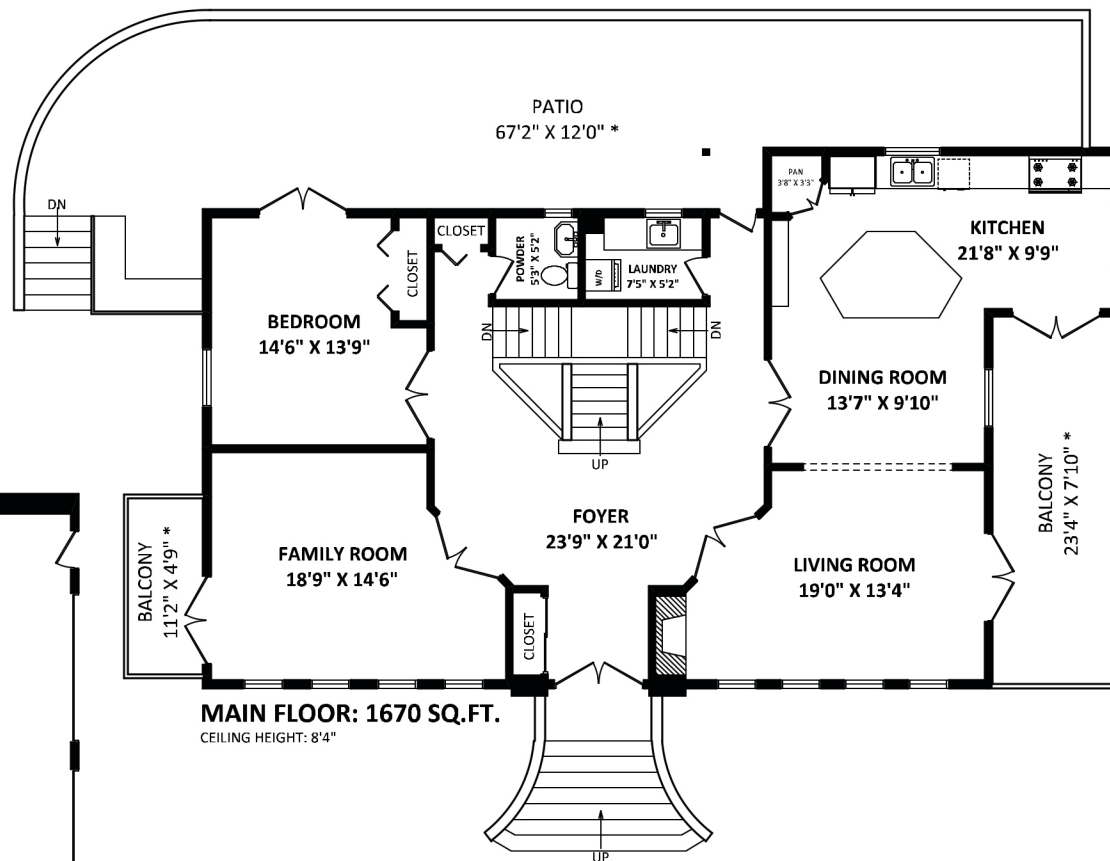 PATIO
67'2" X 12'0" *
DN
PAN
3'8" X 3'3"
KITCHEN
21'8" X 9'9"
CLOSET
CLOSET
POWDER
5'3" X 5'2"
W/D
LAUNDRY
7'5" X 5'2"
BEDROOM
14'6" X 13'9"
DN
DN
DINING ROOM
13'7" X 9'10"
UP
BALCONY
23'4" X 7'10" *
FOYER
23'9" X 21'0"
FAMILY ROOM
18'9" X 14'6"
LIVING ROOM
19'0" X 13'4"
BALCONY
11'2" X 4'9" *
CLOSET
MAIN FLOOR: 1670 SQ.FT.
CEILING HEIGHT: 8'4"
UP